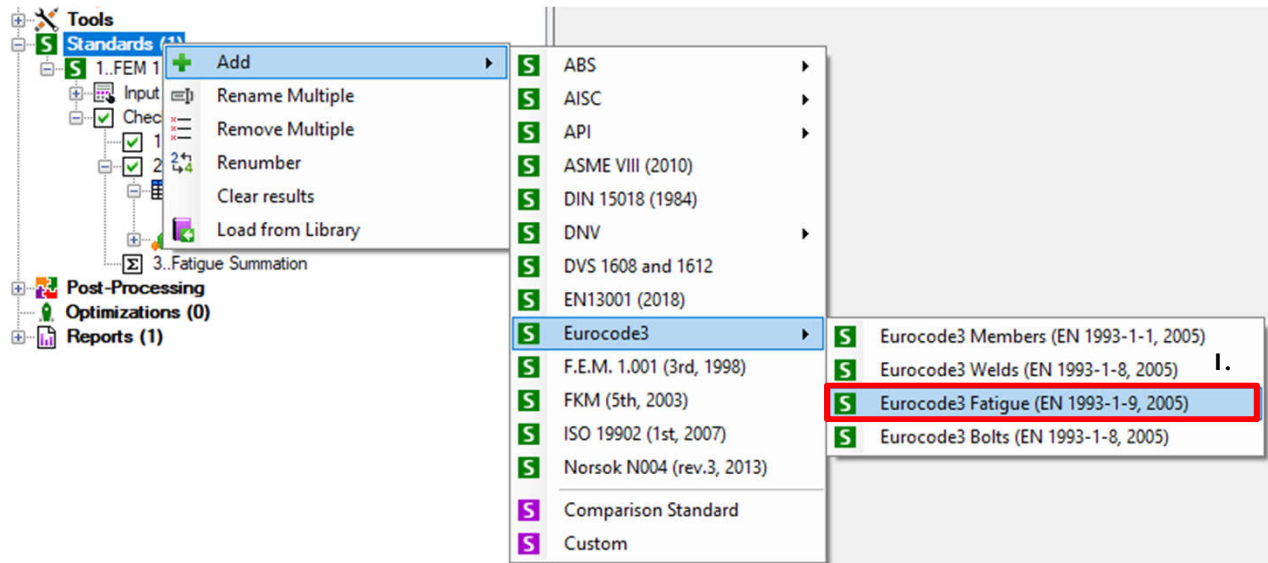 Tools
Standards (1)
1..FEM 1
Input
Chec
1
2
3..Fatigue Summation
Post-Processing
Optimizations (0)
Reports (1)
Add
Rename Multiple
Remove Multiple
Renumber
Clear results
Load from Library
ABS
AISC
API
ASME VIII (2010)
DIN 15018 (1984)
DNV
DVS 1608 and 1612
EN13001 (2018)
Eurocode3
F.E.M. 1.001 (3rd, 1998)
FKM (5th, 2003)
ISO 19902 (1st, 2007)
Norsok N004 (rev.3, 2013)
Comparison Standard
Custom
Eurocode3 Members (EN 1993-1-1, 2005)
Eurocode3 Welds (EN 1993-1-8, 2005)
1.
Eurocode3 Fatigue (EN 1993-1-9, 2005)
Eurocode3 Bolts (EN 1993-1-8, 2005)